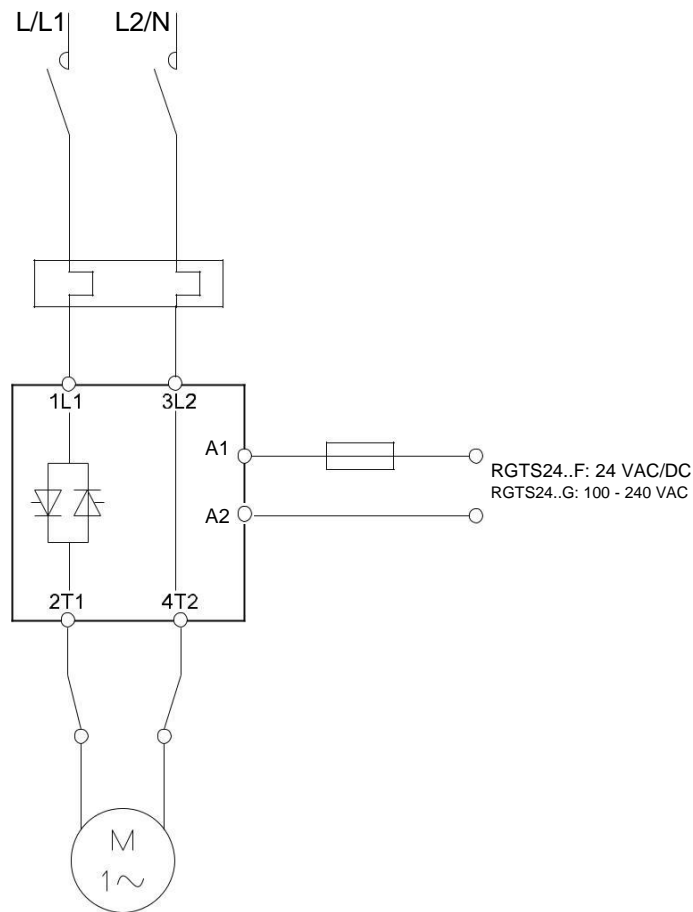 L/L1 L2/N
1L1 3L2
A1
RGTS24..F: 24 VAC/DC
RGTS24..G: 100 - 240 VAC
A2
2T1 4T2
M
1~